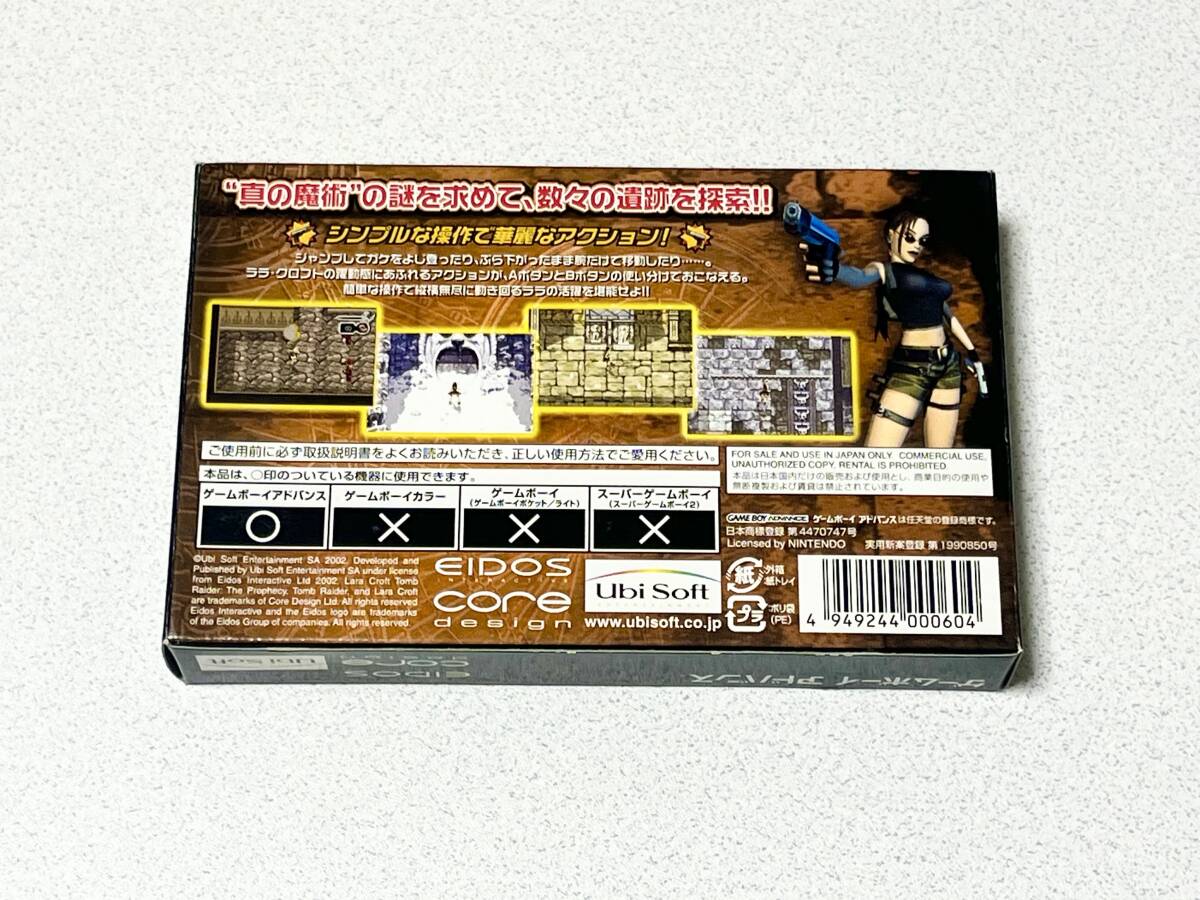 “真の魔術”の謎を求めて、数々の遺跡を探索!!
シンプルな操作で華麗なアクション!
ジャンプしてガケをよじ登ったり、ぶら下がったまま腕だけで移動したり……。
ララ・クロフトの躍動感にあふれるアクションが、AボタンとBボタンの使い分けでおこなえる。
簡単な操作で縦横無尽に動き回るララの活躍を堪能せよ!!
ご使用前に必ず取扱説明書をよくお読みいただき、正しい使用方法でご愛用ください。
本品は、○印のついている機器に使用できます。
ゲームボーイアドバンス
○
ゲームボーイカラー
×
ゲームボーイ
(ゲームボーイポケット/ライト)
×
スーパーゲームボーイ
(スーパーゲームボーイ2)
×
FOR SALE AND USE IN JAPAN ONLY. COMMERCIAL USE,
UNAUTHORIZED COPY, RENTAL IS PROHIBITED.
本品は日本国内だけの販売および使用とし、商業目的の使用や
無断複製および賃貸は禁止されています。
GAME BOY ADVANCE ゲームボーイ アドバンスは任天堂の登録商標です。
日本商標登録 第4470747号
Licensed by NINTENDO 実用新案登録 第1990850号
©Ubi Soft Entertainment SA 2002. Developed and
Published by Ubi Soft Entertainment SA under license
from Eidos Interactive Ltd 2002. Lara Croft Tomb
Raider: The Prophecy, Tomb Raider, and Lara Croft
are trademarks of Core Design Ltd. All rights reserved
Eidos Interactive and the Eidos logo are trademarks
of the Eidos Group of companies. All rights reserved.
EIDOS
INTERACTIVE
core
design
Ubi Soft
www.ubisoft.co.jp
紙
外箱
紙トレイ
プラ
ポリ袋
(PE)
4 949244 000604
ゲームボーイ アドバンス
EIDOS
core
Ubi Soft